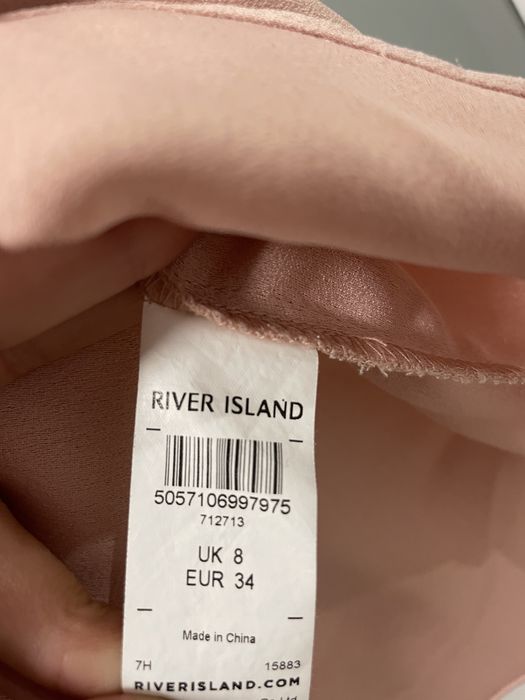 RIVER ISLAND
5057106997975
712713
UK 8
EUR 34
Made in China
7H 15883
RIVERISLAND.COM